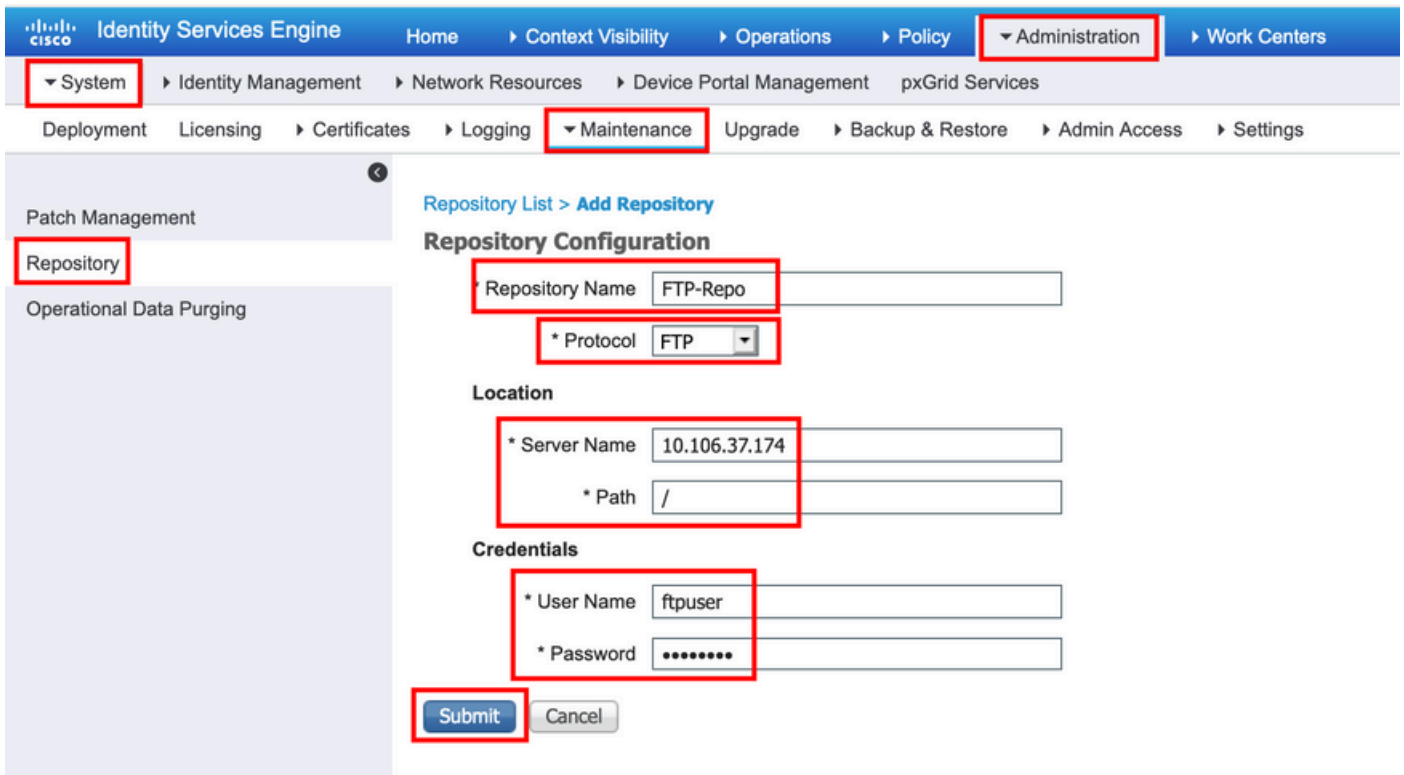 cisco Identity Services Engine Home Context Visibility Operations Policy Administration Work Centers
System Identity Management Network Resources Device Portal Management pxGrid Services
Deployment Licensing Certificates Logging Maintenance Upgrade Backup & Restore Admin Access Settings
Patch Management
Repository
Operational Data Purging
Repository List > Add Repository
Repository Configuration
* Repository Name FTP-Repo
* Protocol FTP
Location
* Server Name 10.106.37.174
* Path /
Credentials
* User Name ftpuser
* Password ••••••••
Submit Cancel